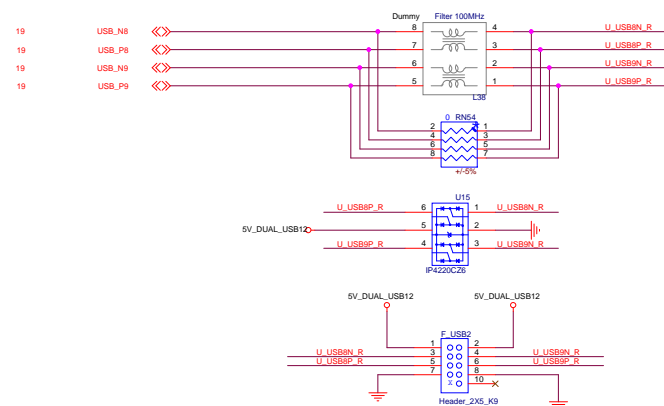 Dummy Filter 100MHz
19 USB_N8 8 4 U_USB8N_R
19 USB_P8 7 3 U_USB8P_R
19 USB_N9 6 2 U_USB9N_R
19 USB_P9 5 1 U_USB9P_R
L38
0 RN54
2 1
4 3
6 5
8 7
+/-5%
U15
U_USB8P_R 6 1 U_USB8N_R
5V_DUAL_USB12 5 2
U_USB9P_R 4 3 U_USB9N_R
IP4220CZ6
5V_DUAL_USB12 5V_DUAL_USB12
F_USB2
1 2
U_USB8N_R 3 4 U_USB9N_R
U_USB8P_R 5 6 U_USB9P_R
7 8
X 10
Header_2X5_K9